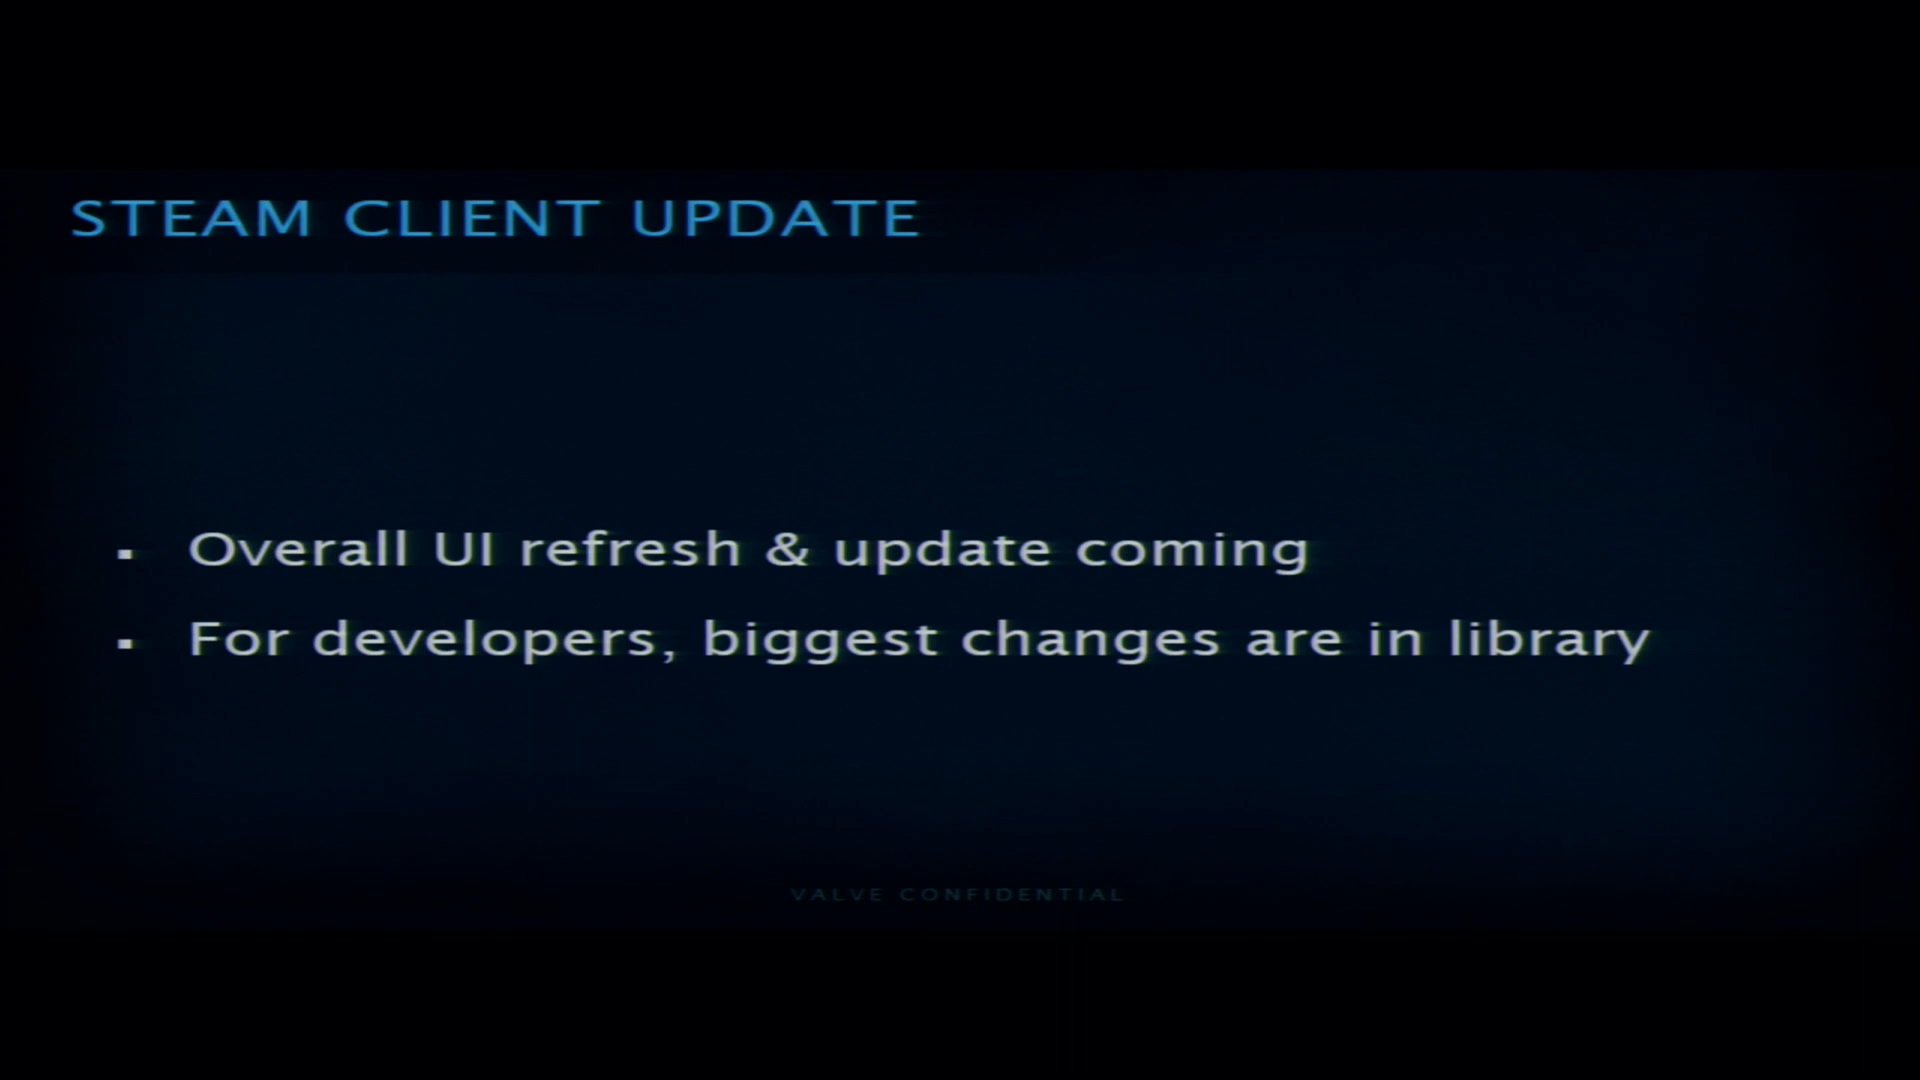 STEAM CLIENT UPDATE
▪ Overall UI refresh & update coming
▪ For developers, biggest changes are in library
VALVE CONFIDENTIAL